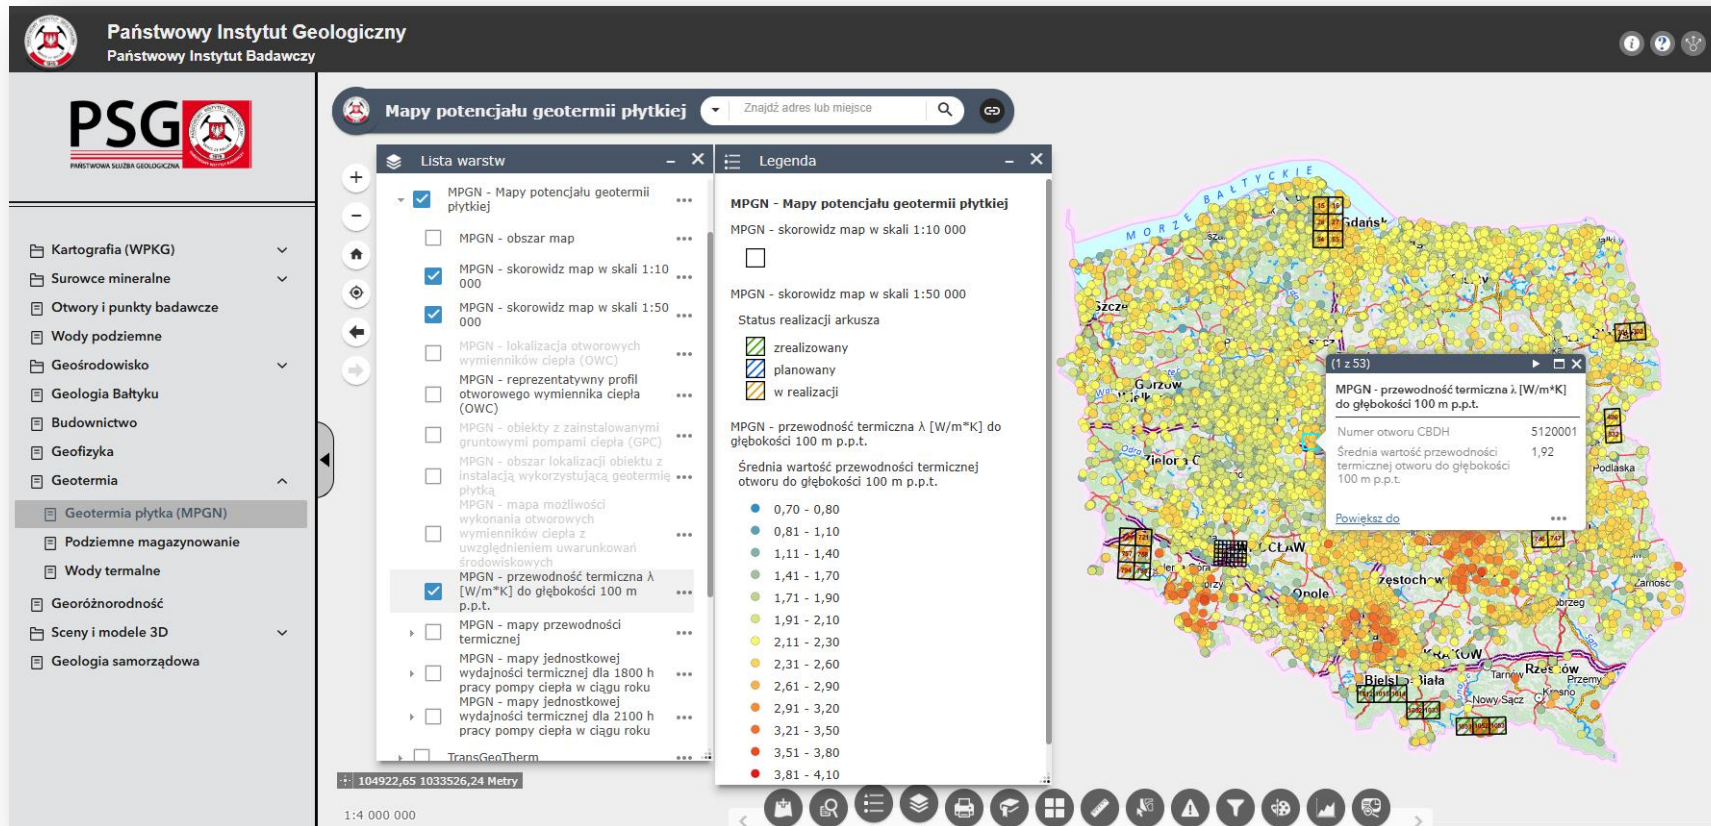 Państwowy Instytut Geologiczny
Państwowy Instytut Badawczy
PSG
PAŃSTWOWA SŁUŻBA GEOLOGICZNA
Kartografia (WPKG)
Surowce mineralne
Otwory i punkty badawcze
Wody podziemne
Geośrodowisko
Geologia Bałtyku
Budownictwo
Geofizyka
Geotermia
Geotermia płytka (MPGN)
Podziemne magazynowanie
Wody termalne
Georóżnorodność
Sceny i modele 3D
Geologia samorządowa
Mapy potencjału geotermii płytkiej
Znajdź adres lub miejsce
Lista warstw
MPGN - Mapy potencjału geotermii
płytkiej
MPGN - obszar map
MPGN - skorowidz map w skali 1:10
000
MPGN - skorowidz map w skali 1:50
000
MPGN - lokalizacja otworowych
wymienników ciepła (OWC)
MPGN - reprezentatywny profil
otworowego wymiennika ciepła
(OWC)
MPGN - obiekty z zainstalowanymi
gruntowymi pompami ciepła (GPC)
MPGN - obszar lokalizacji obiektu z
instalacją wykorzystującą geotermię
płytką
MPGN - mapa możliwości
wykonania otworowych
wymienników ciepła z
uwzględnieniem uwarunkowań
środowiskowych
MPGN - przewodność termiczna λ
[W/m*K] do głębokości 100 m
p.p.t.
MPGN - mapy przewodności
termicznej
MPGN - mapy jednostkowej
wydajności termicznej dla 1800 h
pracy pompy ciepła w ciągu roku
MPGN - mapy jednostkowej
wydajności termicznej dla 2100 h
pracy pompy ciepła w ciągu roku
TransGeoTherm
Legenda
MPGN - Mapy potencjału geotermii płytkiej
MPGN - skorowidz map w skali 1:10 000
MPGN - skorowidz map w skali 1:50 000
Status realizacji arkusza
zrealizowany
planowany
w realizacji
MPGN - przewodność termiczna λ [W/m*K] do
głębokości 100 m p.p.t.
Średnia wartość przewodności termicznej
otworu do głębokości 100 m p.p.t.
0,70 - 0,80
0,81 - 1,10
1,11 - 1,40
1,41 - 1,70
1,71 - 1,90
1,91 - 2,10
2,11 - 2,30
2,31 - 2,60
2,61 - 2,90
2,91 - 3,20
3,21 - 3,50
3,51 - 3,80
3,81 - 4,10
MORZE BAŁTYCKIE
Gdańsk
Szcze
Gorzów
Wielk
Odra
Zielon
Podlaska
OCŁAW
Opole
zęstoch
Zamość
KRAKÓW
Bielsko-Biała
Tarnów
Rzeszów
Przemy
Nowy Sącz
Krosno
(1 z 53)
MPGN - przewodność termiczna λ [W/m*K]
do głębokości 100 m p.p.t.
Numer otworu CBDH 5120001
Średnia wartość przewodności 1,92
termicznej otworu do głębokości
100 m p.p.t.
Powiększ do
104922,65 1033526,24 Metry
1:4 000 000